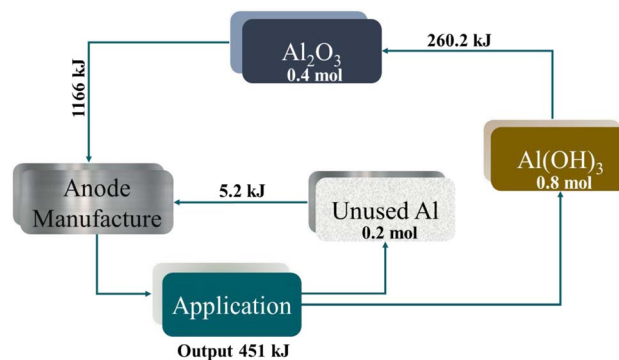 Al₂O₃
0.4 mol
260.2 kJ
1166 kJ
Al(OH)₃
0.8 mol
Anode
Manufacture
5.2 kJ
Unused Al
0.2 mol
Application
Output 451 kJ